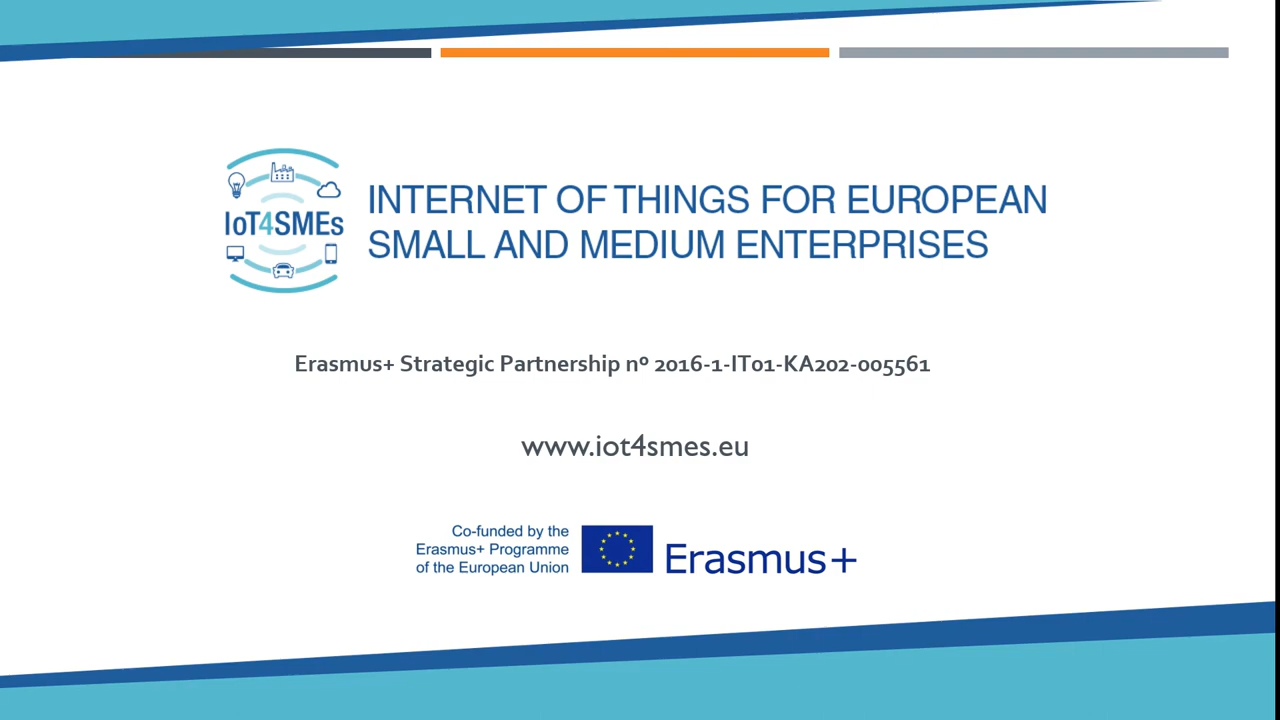 IoT4SMEs
INTERNET OF THINGS FOR EUROPEAN
SMALL AND MEDIUM ENTERPRISES
Erasmus+ Strategic Partnership nº 2016-1-IT01-KA202-005561
www.iot4smes.eu
Co-funded by the
Erasmus+ Programme
of the European Union
Erasmus+